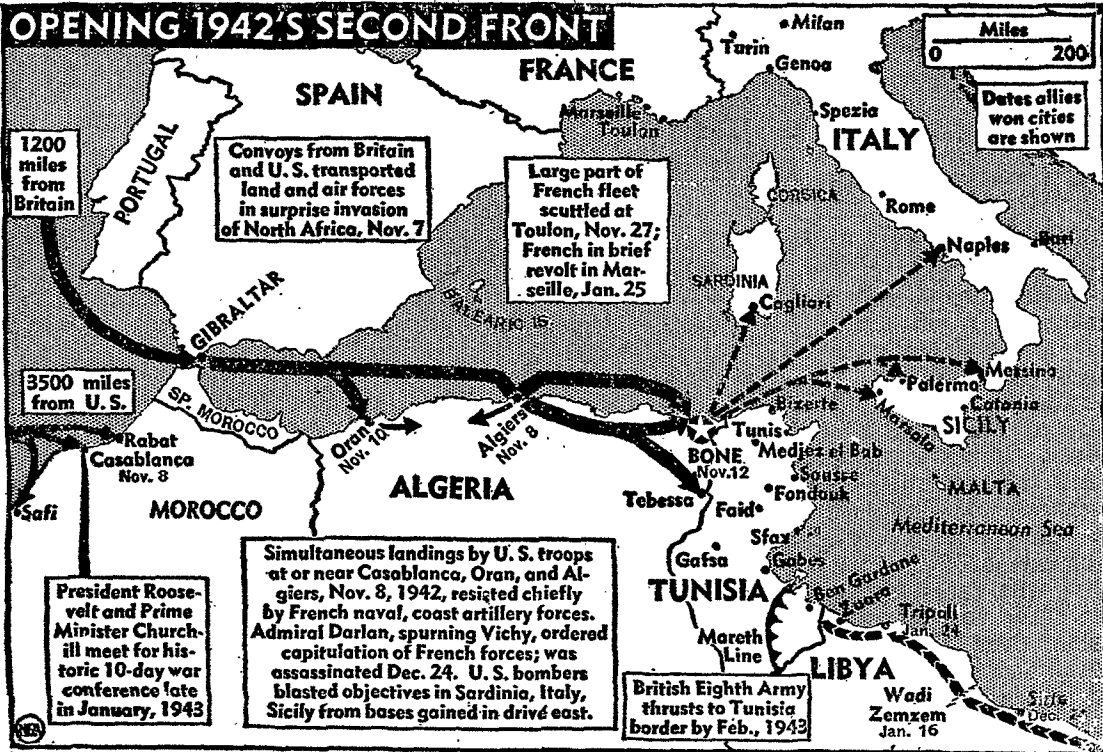 OPENING 1942'S SECOND FRONT
Miles
0 200
Dates allies
won cities
are shown
1200
miles
from
Britain
PORTUGAL
SPAIN
FRANCE
Convoys from Britain
and U. S. transported
land and air forces
in surprise invasion
of North Africa, Nov. 7
Large part of
French fleet
scuttled at
Toulon, Nov. 27;
French in brief
revolt in Mar-
seille, Jan. 25
Marseille
Toulon
Milan
Turin
Genoa
Spezia
ITALY
CORSICA
Rome
Naples
Bari
SARDINIA
Cagliari
BALEARIC IS.
GIBRALTAR
3500 miles
from U. S.
SP. MOROCCO
Rabat
Casablanca
Nov. 8
Safi
MOROCCO
Oran
Nov. 10
Algiers
Nov. 8
ALGERIA
BONE
Nov. 12
Tebessa
Bizerte
Tunis
Medjez el Bab
Sousse
Fondouk
Faid
Sfax
Gafsa
Gabes
TUNISIA
Mareth
Line
Ben Gardane
Zuara
Tripoli
Jan. 24
LIBYA
Wadi
Zemzem
Jan. 16
Messina
Palermo
Marsala
Catania
SICILY
MALTA
Mediterranean Sea
President Roose-
velt and Prime
Minister Church-
ill meet for his-
toric 10-day war
conference late
in January, 1943
Simultaneous landings by U. S. troops
at or near Casablanca, Oran, and Al-
giers, Nov. 8, 1942, resisted chiefly
by French naval, coast artillery forces.
Admiral Darlan, spurning Vichy, ordered
capitulation of French forces; was
assassinated Dec. 24. U. S. bombers
blasted objectives in Sardinia, Italy,
Sicily from bases gained in drive east.
British Eighth Army
thrusts to Tunisia
border by Feb., 1943
NEA